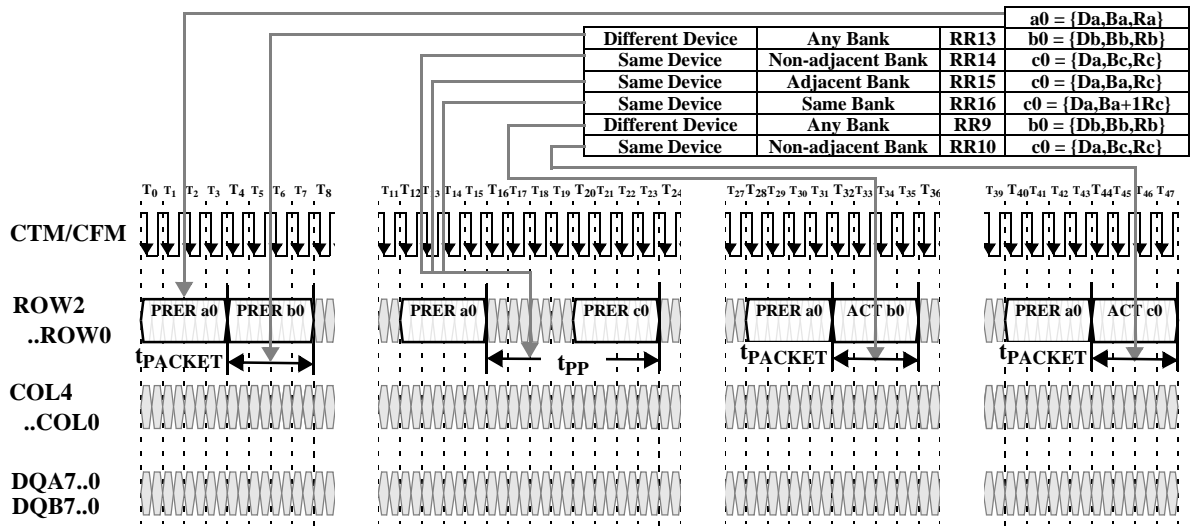 a0 = {Da,Ba,Ra}
Different Device Any Bank RR13 b0 = {Db,Bb,Rb}
Same Device Non-adjacent Bank RR14 c0 = {Da,Bc,Rc}
Same Device Adjacent Bank RR15 c0 = {Da,Ba,Rc}
Same Device Same Bank RR16 c0 = {Da,Ba+1Rc}
Different Device Any Bank RR9 b0 = {Db,Bb,Rb}
Same Device Non-adjacent Bank RR10 c0 = {Da,Bc,Rc}
T0 T1 T2 T3 T4 T5 T6 T7 T8 T11 T12 T14 T15 T16 T17 T18 T19 T20 T21 T22 T23 T24 T27 T28 T29 T30 T31 T32 T33 T34 T35 T36 T39 T40 T41 T42 T43 T44 T45 T46 T47
CTM/CFM
ROW2
..ROW0
PRER a0 PRER b0 PRER a0 PRER c0 PRER a0 ACT b0 PRER a0 ACT c0
tPACKET tPP tPACKET tPACKET
COL4
..COL0
DQA7..0
DQB7..0